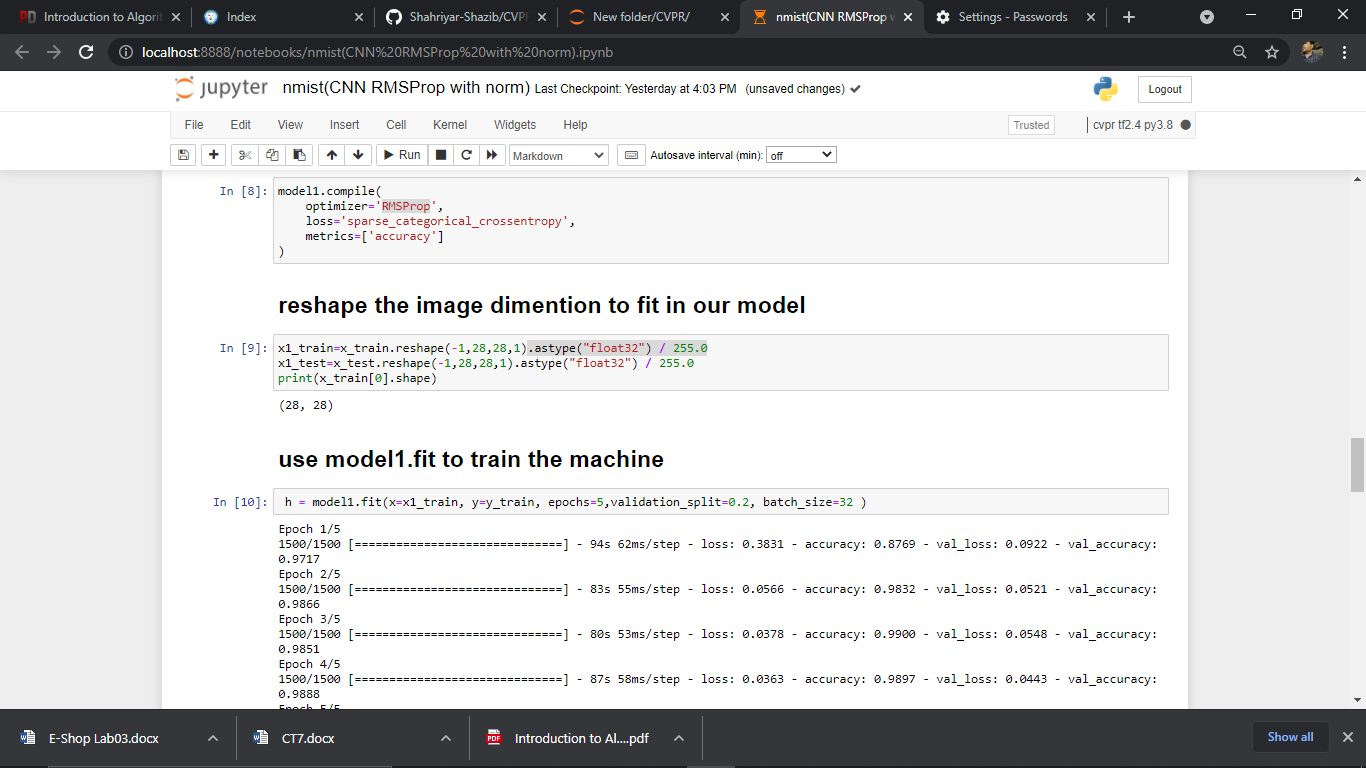 Introduction to Algorit
Index
Shahriyar-Shazib/CVPR
New folder/CVPR/
nmist(CNN RMSProp w
Settings - Passwords
localhost:8888/notebooks/nmist(CNN%20RMSProp%20with%20norm).ipynb
jupyter nmist(CNN RMSProp with norm) Last Checkpoint: Yesterday at 4:03 PM (unsaved changes)
Logout
File Edit View Insert Cell Kernel Widgets Help
Trusted
cvpr tf2.4 py3.8
Run
Markdown
Autosave interval (min): off
In [8]: model1.compile(
optimizer='RMSProp',
loss='sparse_categorical_crossentropy',
metrics=['accuracy']
)
reshape the image dimention to fit in our model
In [9]: x1_train=x_train.reshape(-1,28,28,1).astype("float32") / 255.0
x1_test=x_test.reshape(-1,28,28,1).astype("float32") / 255.0
print(x_train[0].shape)
(28, 28)
use model1.fit to train the machine
In [10]: h = model1.fit(x=x1_train, y=y_train, epochs=5,validation_split=0.2, batch_size=32 )
Epoch 1/5
1500/1500 [==============================] - 94s 62ms/step - loss: 0.3831 - accuracy: 0.8769 - val_loss: 0.0922 - val_accuracy:
0.9717
Epoch 2/5
1500/1500 [==============================] - 83s 55ms/step - loss: 0.0566 - accuracy: 0.9832 - val_loss: 0.0521 - val_accuracy:
0.9866
Epoch 3/5
1500/1500 [==============================] - 80s 53ms/step - loss: 0.0378 - accuracy: 0.9900 - val_loss: 0.0548 - val_accuracy:
0.9851
Epoch 4/5
1500/1500 [==============================] - 87s 58ms/step - loss: 0.0363 - accuracy: 0.9897 - val_loss: 0.0443 - val_accuracy:
0.9888
Epoch 5/5
E-Shop Lab03.docx
CT7.docx
PDF
Introduction to Al....pdf
Show all